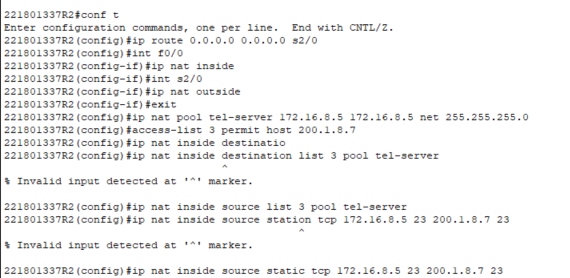 221801337R2#conf t
Enter configuration commands, one per line.  End with CNTL/Z.
221801337R2(config)#ip route 0.0.0.0 0.0.0.0 s2/0
221801337R2(config)#int f0/0
221801337R2(config-if)#ip nat inside
221801337R2(config-if)#int s2/0
221801337R2(config-if)#ip nat outside
221801337R2(config-if)#exit
221801337R2(config)#ip nat pool tel-server 172.16.8.5 172.16.8.5 net 255.255.255.0
221801337R2(config)#access-list 3 permit host 200.1.8.7
221801337R2(config)#ip nat inside destinatio
221801337R2(config)#ip nat inside destination list 3 pool tel-server
^
% Invalid input detected at '^' marker.
221801337R2(config)#ip nat inside source list 3 pool tel-server
221801337R2(config)#ip nat inside source station tcp 172.16.8.5 23 200.1.8.7 23
^
% Invalid input detected at '^' marker.
221801337R2(config)#ip nat inside source static tcp 172.16.8.5 23 200.1.8.7 23